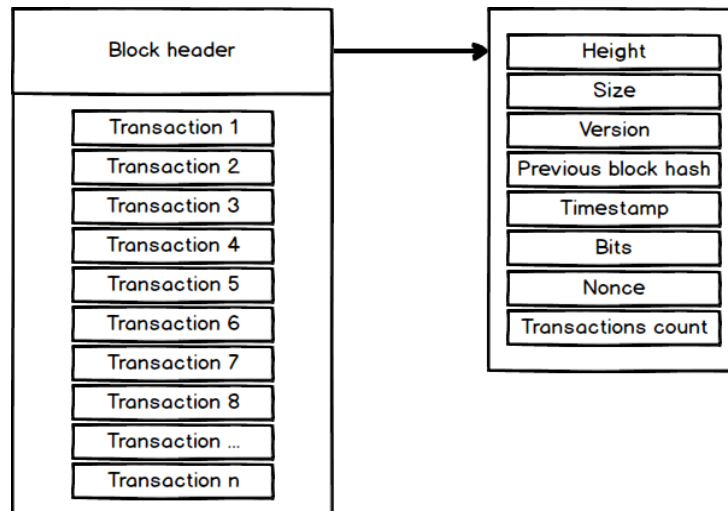 Block header
Transaction 1
Transaction 2
Transaction 3
Transaction 4
Transaction 5
Transaction 6
Transaction 7
Transaction 8
Transaction ...
Transaction n
Height
Size
Version
Previous block hash
Timestamp
Bits
Nonce
Transactions count